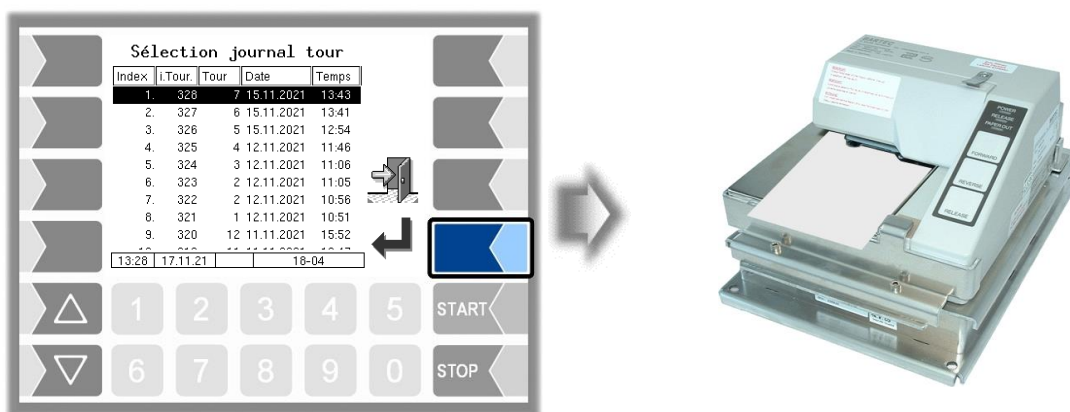 Sélection journal tour
Index i.Tour. Tour Date Temps
1. 328 7 15.11.2021 13:43
2. 327 6 15.11.2021 13:41
3. 326 5 15.11.2021 12:54
4. 325 4 12.11.2021 11:46
5. 324 3 12.11.2021 11:06
6. 323 2 12.11.2021 11:05
7. 322 2 12.11.2021 10:56
8. 321 1 12.11.2021 10:51
9. 320 12 11.11.2021 15:52
13:28 17.11.21 18-04
1 2 3 4 5 START
6 7 8 9 0 STOP
BARTEC
POWER
RELEASE
PAPER OUT
FORWARD
REVERSE
RELEASE